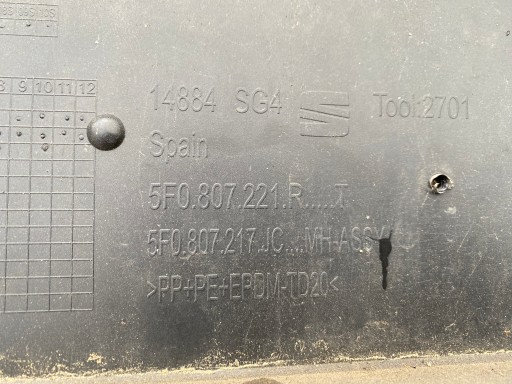 8 9 10 11 12
14884 SG4 Tool:2701
Spain
5F0.807.221.R.....T
5F0.807.217.JC....MH-ASSY
>PP+PE+EPDM-TD20<